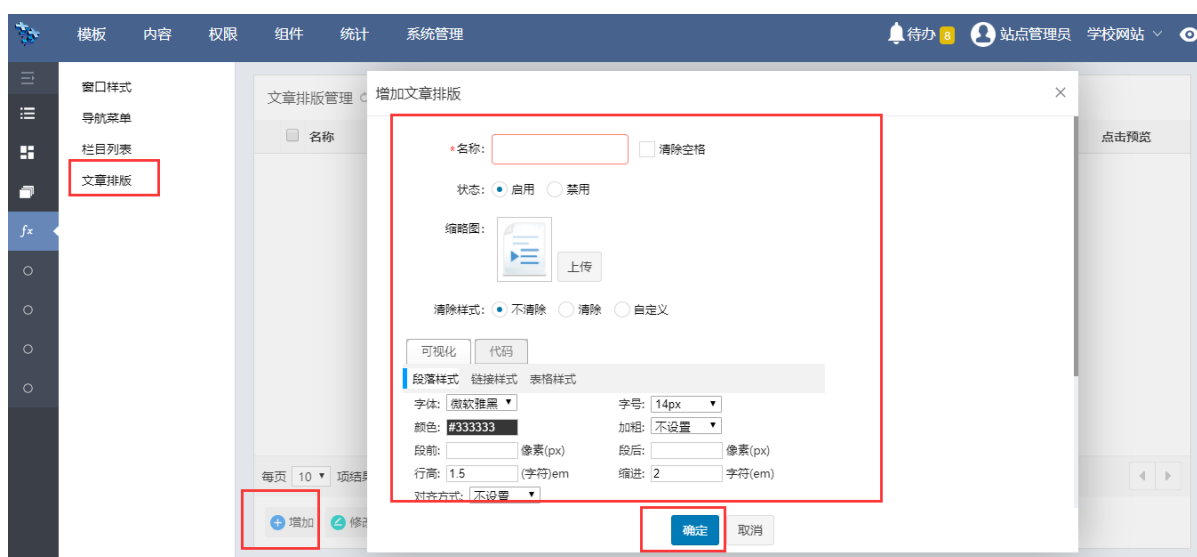 模板 内容 权限 组件 统计 系统管理 待办 8 站点管理员 学校网站
窗口样式
导航菜单
栏目列表
文章排版
fx
文章排版管理
名称 点击预览
增加文章排版
*名称: 清除空格
状态: 启用 禁用
缩略图:
上传
清除样式: 不清除 清除 自定义
可视化 代码
段落样式 链接样式 表格样式
字体: 微软雅黑 字号: 14px
颜色: #333333 加粗: 不设置
段前: 像素(px) 段后: 像素(px)
行高: 1.5 (字符)em 缩进: 2 字符(em)
对齐方式: 不设置
每页 10 项结
增加 修
确定 取消